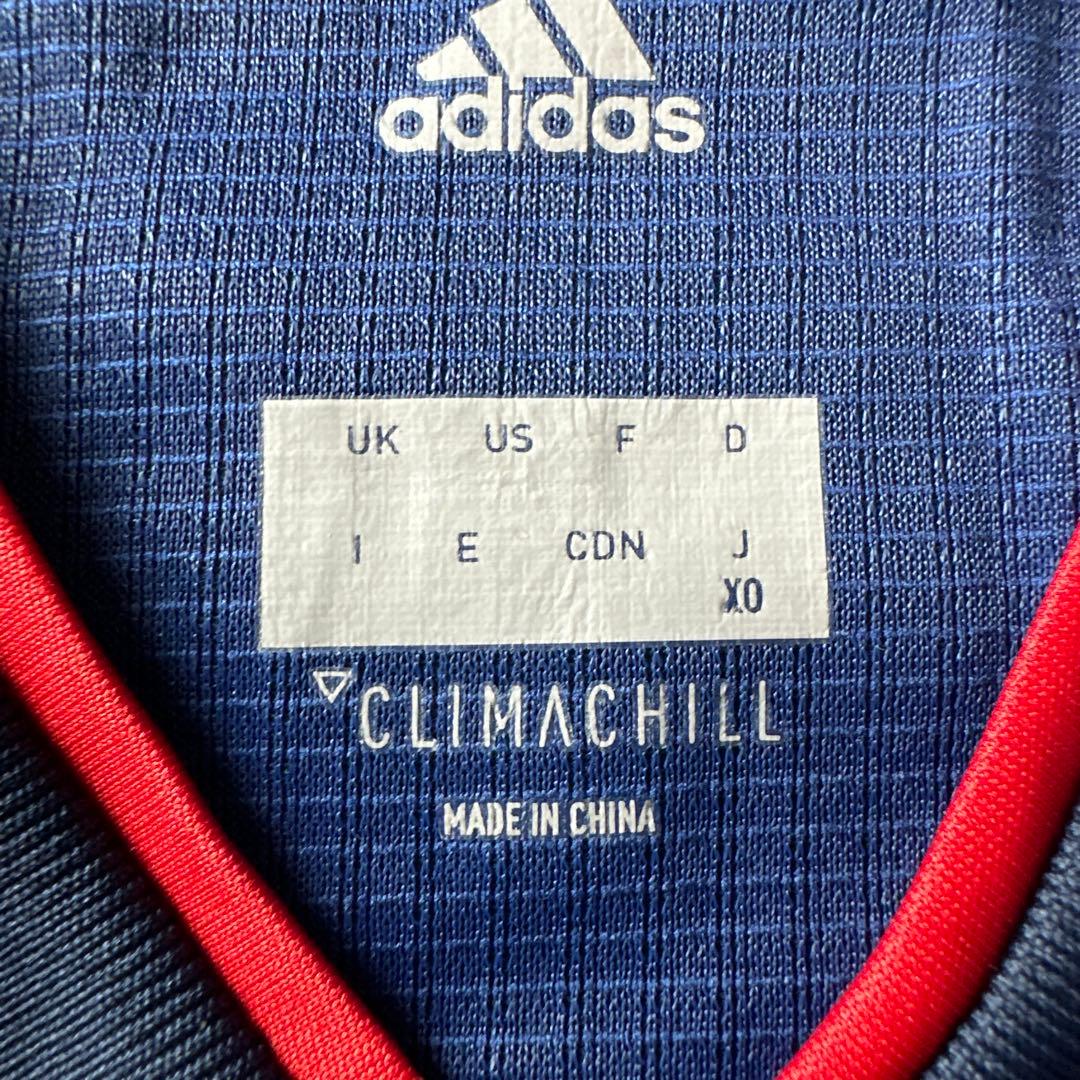 adidas
UK US F D
I E CDN J
XO
CLIMACHILL
MADE IN CHINA